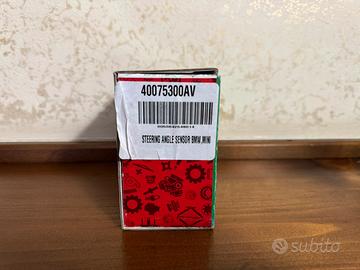 40075300AV
STEERING ANGLE SENSOR BMW,MINI
subito